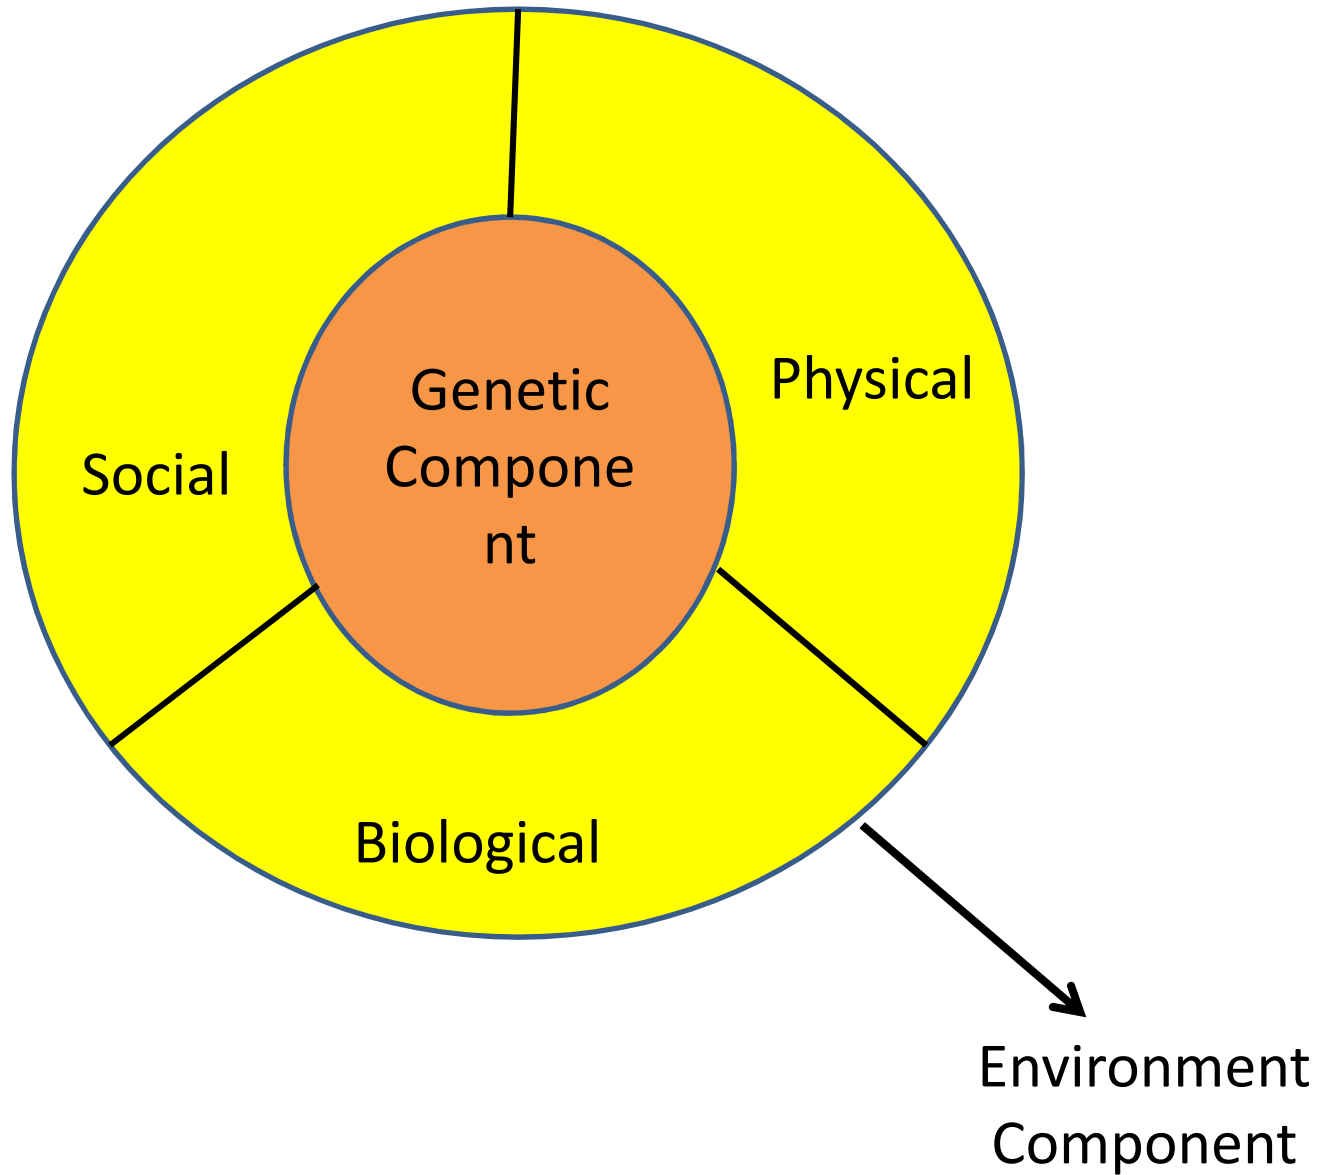 Genetic
Compone
nt
Physical
Social
Biological
Environment
Component